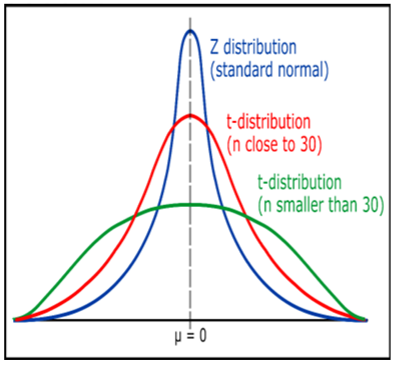 Z distribution
(standard normal)
t-distribution
(n close to 30)
t-distribution
(n smaller than 30)
μ = 0